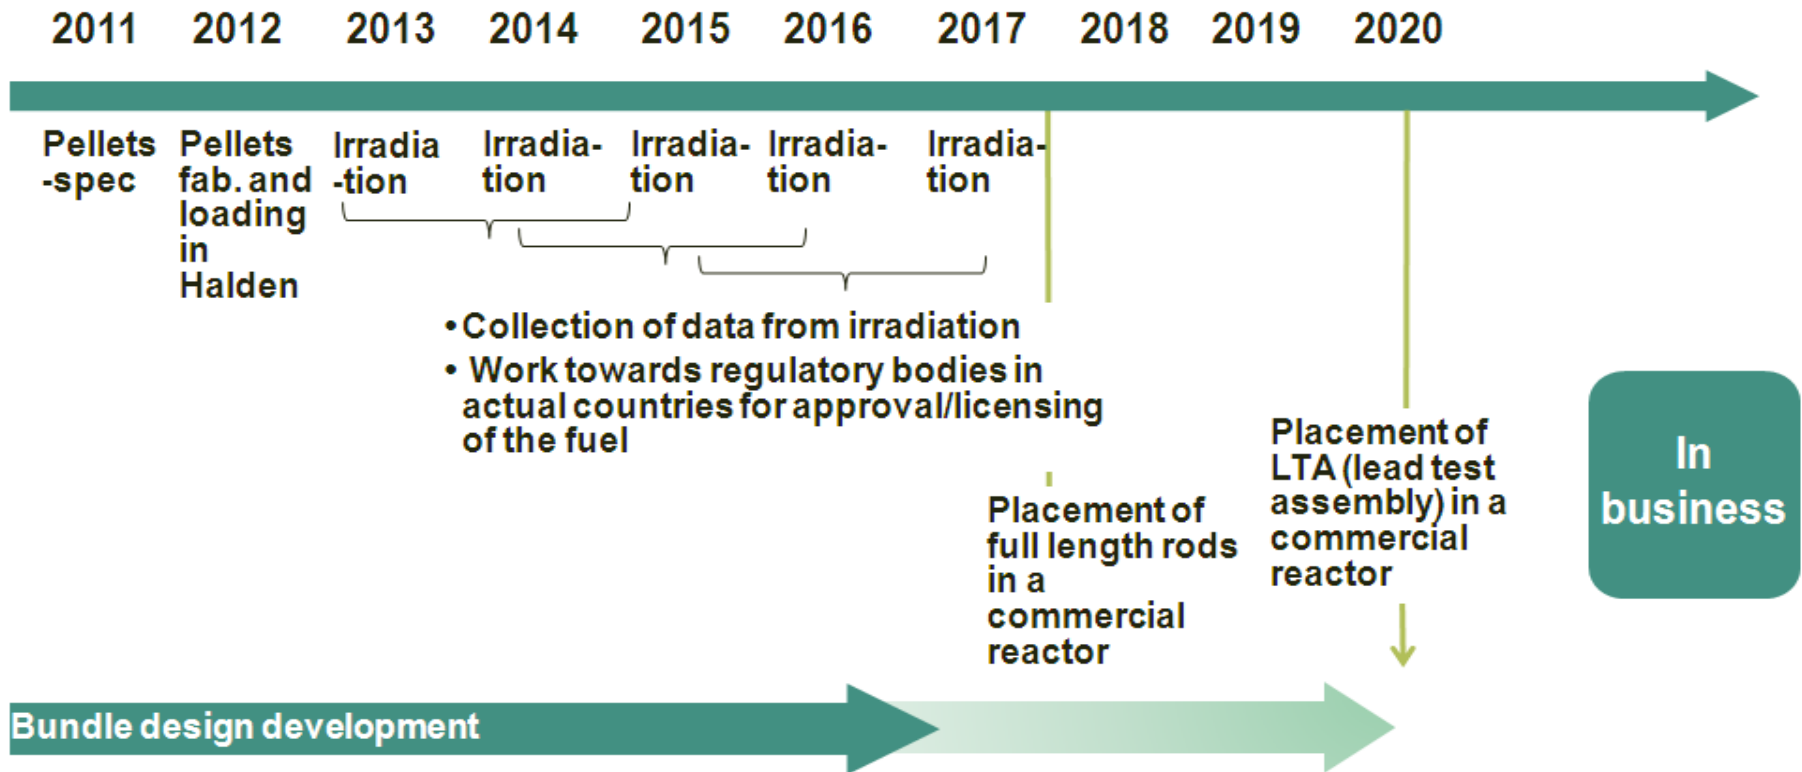 2011 2012 2013 2014 2015 2016 2017 2018 2019 2020
Pellets
-spec
Pellets
fab. and
loading
in
Halden
Irradia
-tion
Irradia-
tion
Irradia-
tion
Irradia-
tion
Irradia-
tion
• Collection of data from irradiation
• Work towards regulatory bodies in
actual countries for approval/licensing
of the fuel
Placement of
full length rods
in a
commercial
reactor
Placement of
LTA (lead test
assembly) in a
commercial
reactor
In
business
Bundle design development